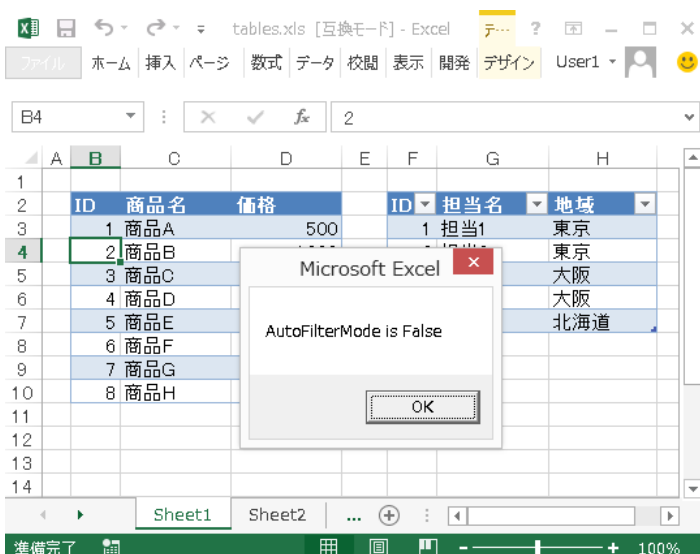 tables.xls [互換モード] - Excel テ… ?
ファイル ホーム 挿入 ページ 数式 データ 校閲 表示 開発 デザイン User1
B4 fx 2
A B C D E F G H
1
2 ID 商品名 価格 ID 担当名 地域
3 1 商品A 500 1 担当1 東京
4 2 商品B 東京
5 3 商品C 大阪
6 4 商品D 大阪
7 5 商品E 北海道
8 6 商品F
9 7 商品G
10 8 商品H
11
12
13
14
Microsoft Excel
AutoFilterMode is False
OK
Sheet1 Sheet2 ...
準備完了 100%